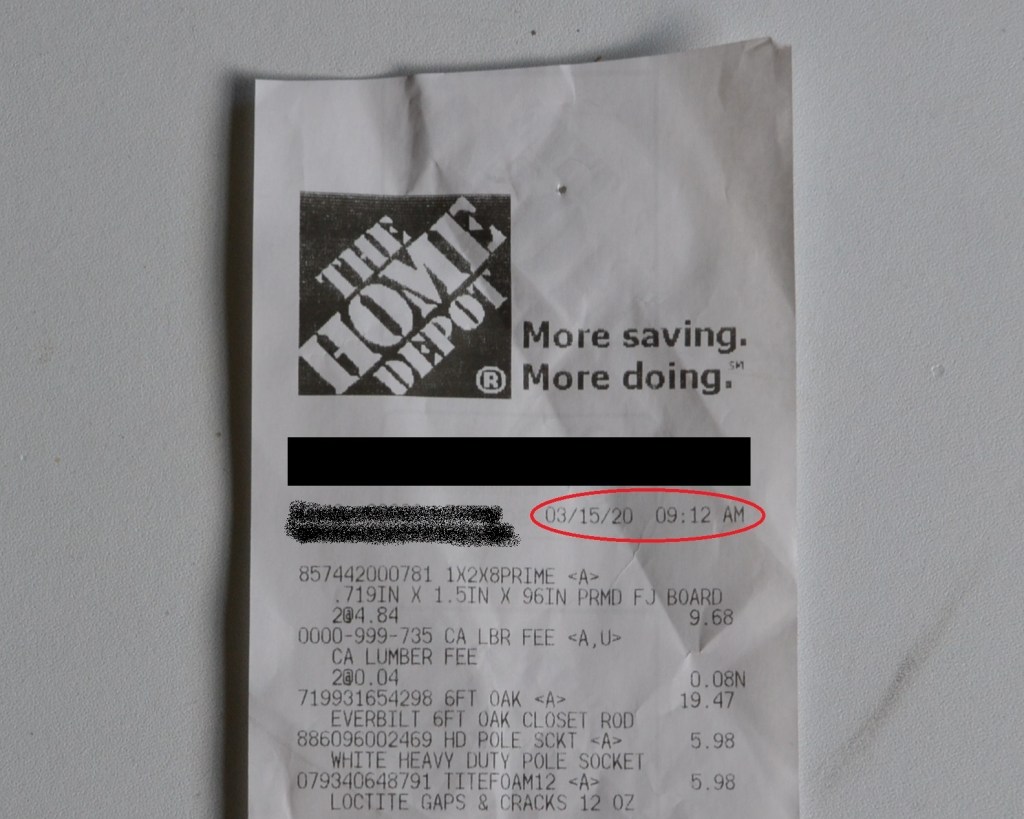 THE
HOME
DEPOT
®
More saving.
More doing.℠
03/15/20 09:12 AM
857442000781 1X2X8PRIME <A>
.719IN X 1.5IN X 96IN PRMD FJ BOARD
2@4.84 9.68
0000-999-735 CA LBR FEE <A,U>
CA LUMBER FEE
2@0.04 0.08N
719931654298 6FT OAK <A> 19.47
EVERBILT 6FT OAK CLOSET ROD
886096002469 HD POLE SCKT <A> 5.98
WHITE HEAVY DUTY POLE SOCKET
079340648791 TITEFOAM12 <A> 5.98
LOCTITE GAPS & CRACKS 12 OZ